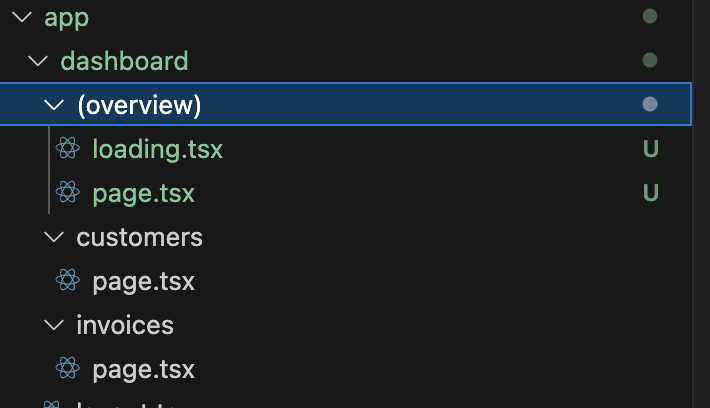 app
dashboard
(overview)
loading.tsx U
page.tsx U
customers
page.tsx
invoices
page.tsx